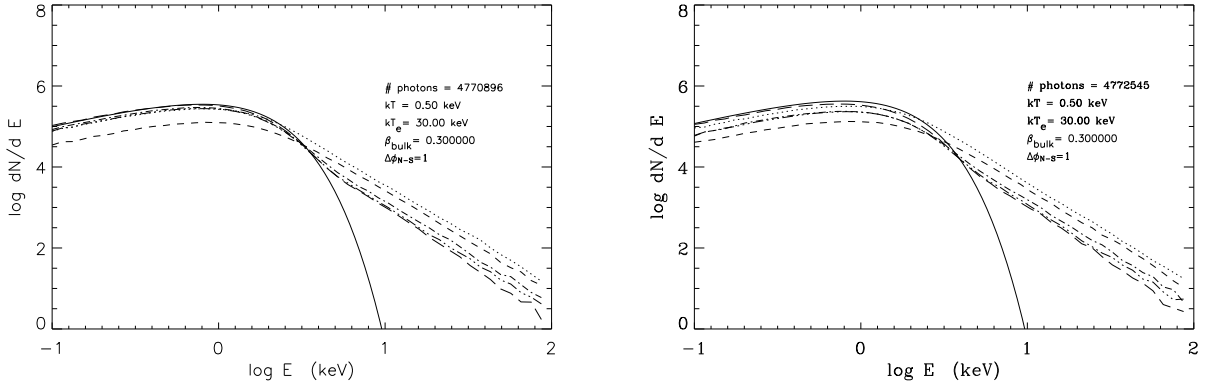 8
6
4
2
0
-1
0
1
2
log dN/d E
log E (keV)
# photons = 4770896
kT = 0.50 keV
kTe = 30.00 keV
βbulk = 0.300000
ΔϕN-S=1
8
6
4
2
0
-1
0
1
2
log dN/d E
log E (keV)
# photons = 4772545
kT = 0.50 keV
kTe = 30.00 keV
βbulk = 0.300000
ΔϕN-S=1